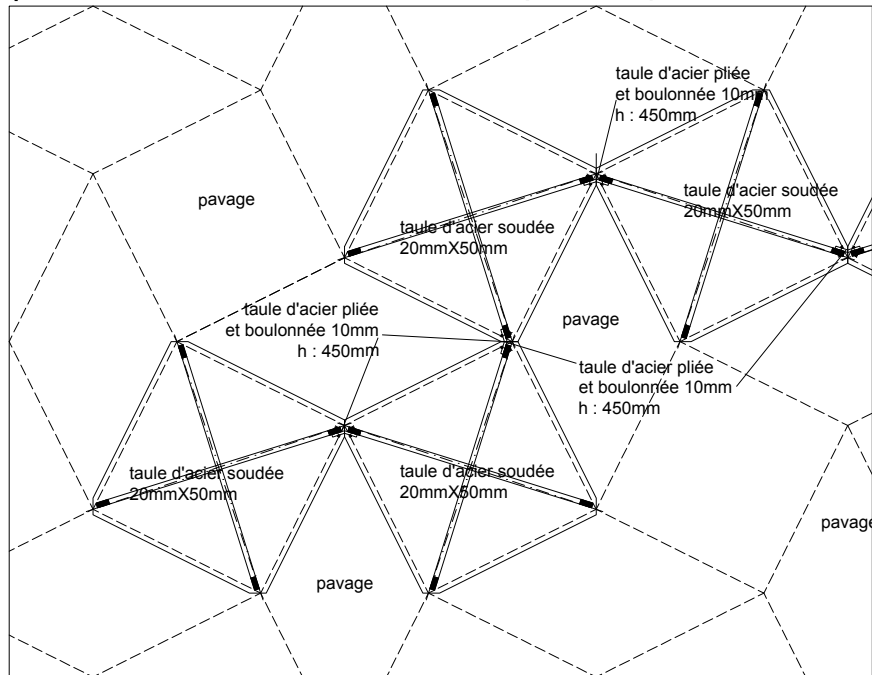 taule d'acier pliée
et boulonnée 10mm
h : 450mm
pavage
taule d'acier soudée
20mmX50mm
taule d'acier soudée
20mmX50mm
taule d'acier pliée
et boulonnée 10mm
h : 450mm
pavage
taule d'acier pliée
et boulonnée 10mm
h : 450mm
taule d'acier soudée
20mmX50mm
taule d'acier soudée
20mmX50mm
pavage
pavage